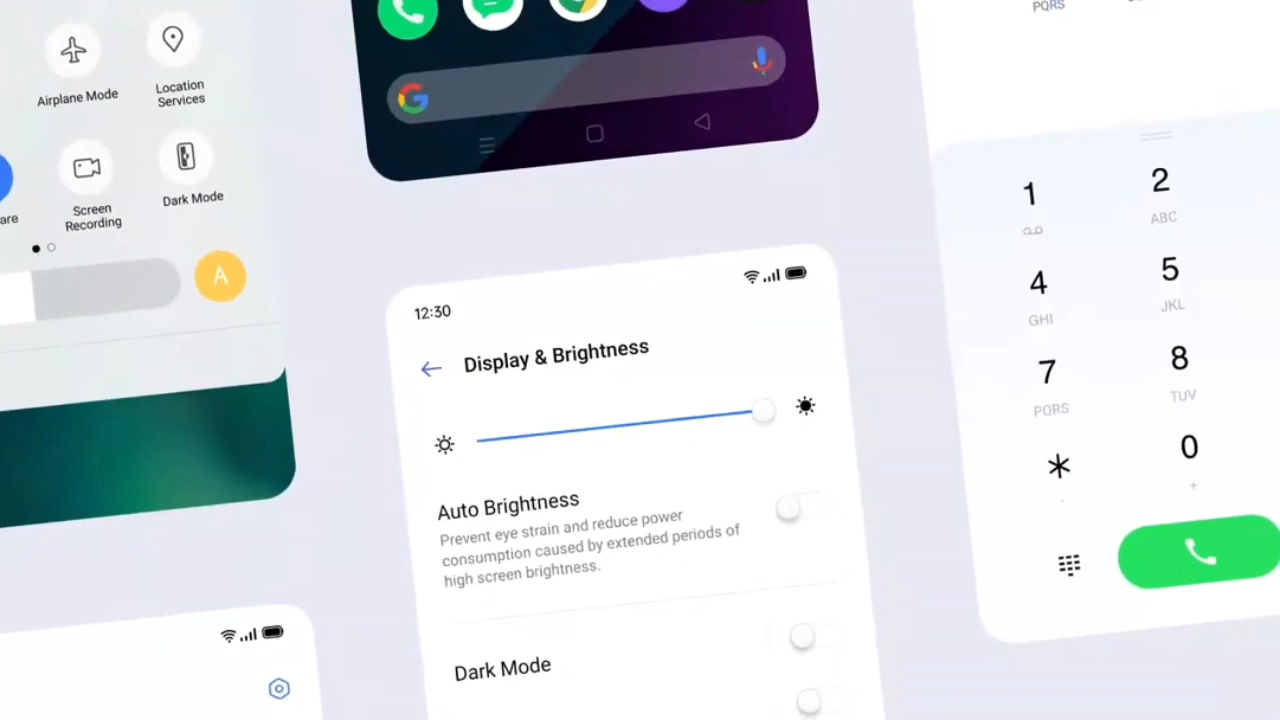 Airplane Mode
Location
Services
are
Screen
Recording
Dark Mode
A
12:30
Display & Brightness
Auto Brightness
Prevent eye strain and reduce power
consumption caused by extended periods of
high screen brightness.
Dark Mode
PQRS
1
2
ABC
4
GHI
5
JKL
7
PQRS
8
TUV
*
0
+